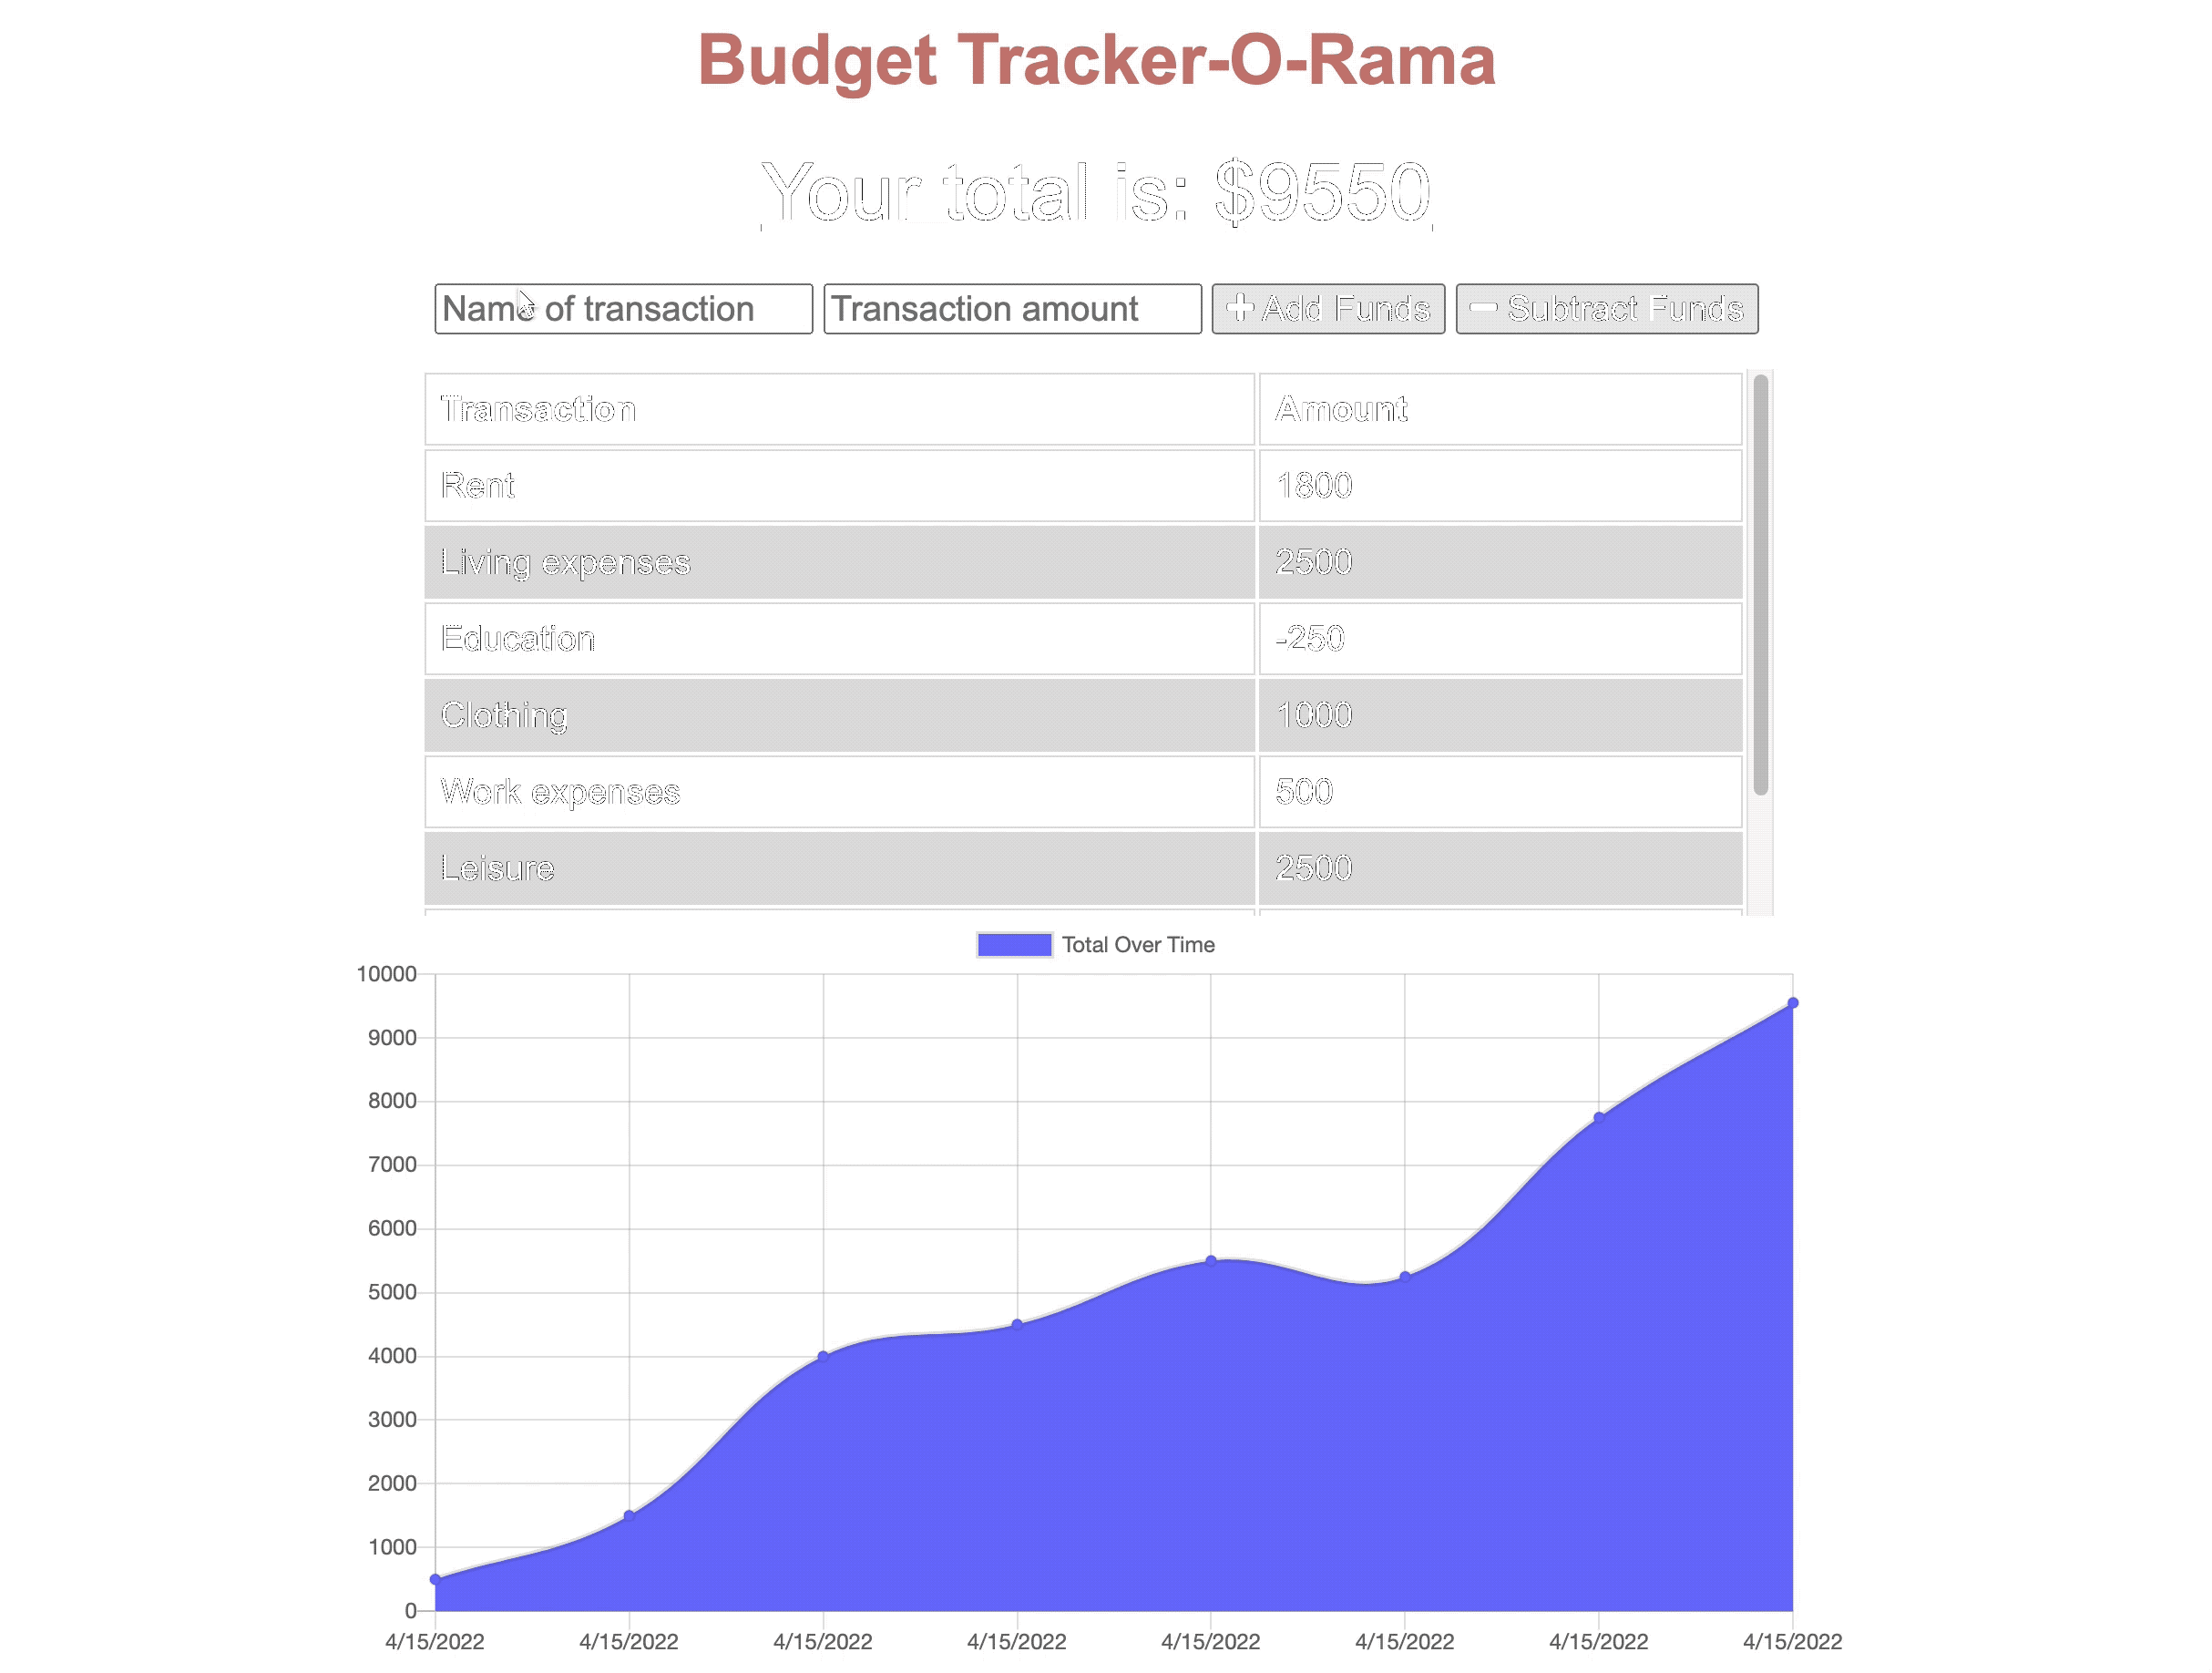 Budget Tracker-O-Rama
Your total is: $9550
Name of transaction Transaction amount + Add Funds − Subtract Funds
Transaction Amount
Rent 1800
Living expenses 2500
Education -250
Clothing 1000
Work expenses 500
Leisure 2500
Total Over Time
10000
9000
8000
7000
6000
5000
4000
3000
2000
1000
0
4/15/2022 4/15/2022 4/15/2022 4/15/2022 4/15/2022 4/15/2022 4/15/2022 4/15/2022